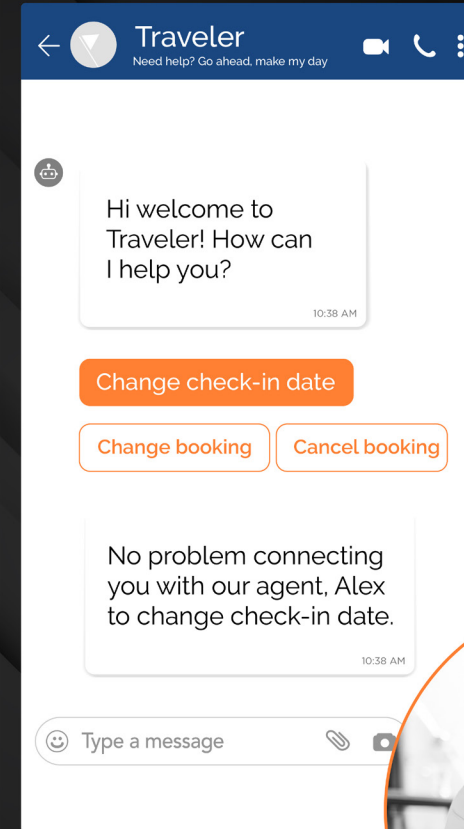 Traveler
Need help? Go ahead, make my day
Hi welcome to
Traveler! How can
I help you?
10:38 AM
Change check-in date
Change booking
Cancel booking
No problem connecting
you with our agent, Alex
to change check-in date.
10:38 AM
Type a message